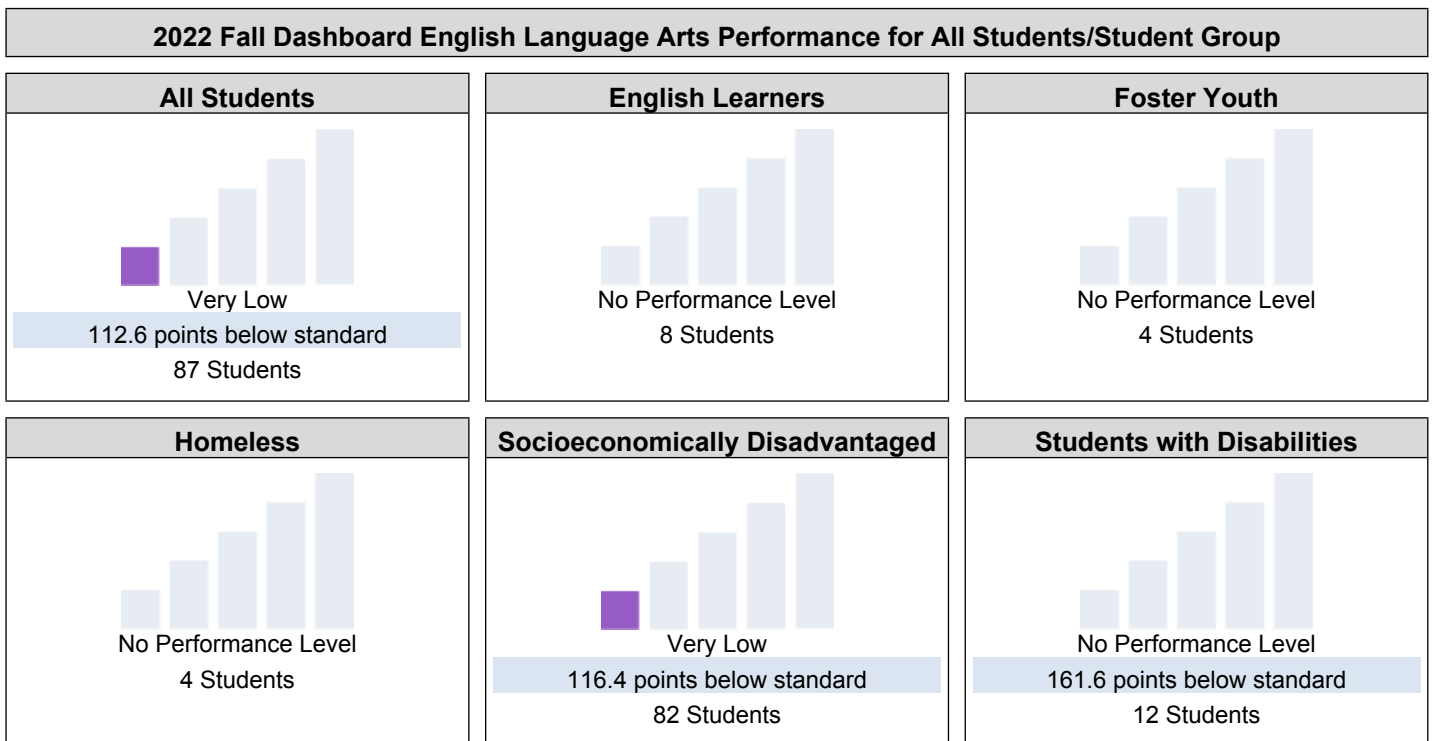 2022 Fall Dashboard English Language Arts Performance for All Students/Student Group
All Students
Very Low
112.6 points below standard
87 Students
English Learners
No Performance Level
8 Students
Foster Youth
No Performance Level
4 Students
Homeless
No Performance Level
4 Students
Socioeconomically Disadvantaged
Very Low
116.4 points below standard
82 Students
Students with Disabilities
No Performance Level
161.6 points below standard
12 Students